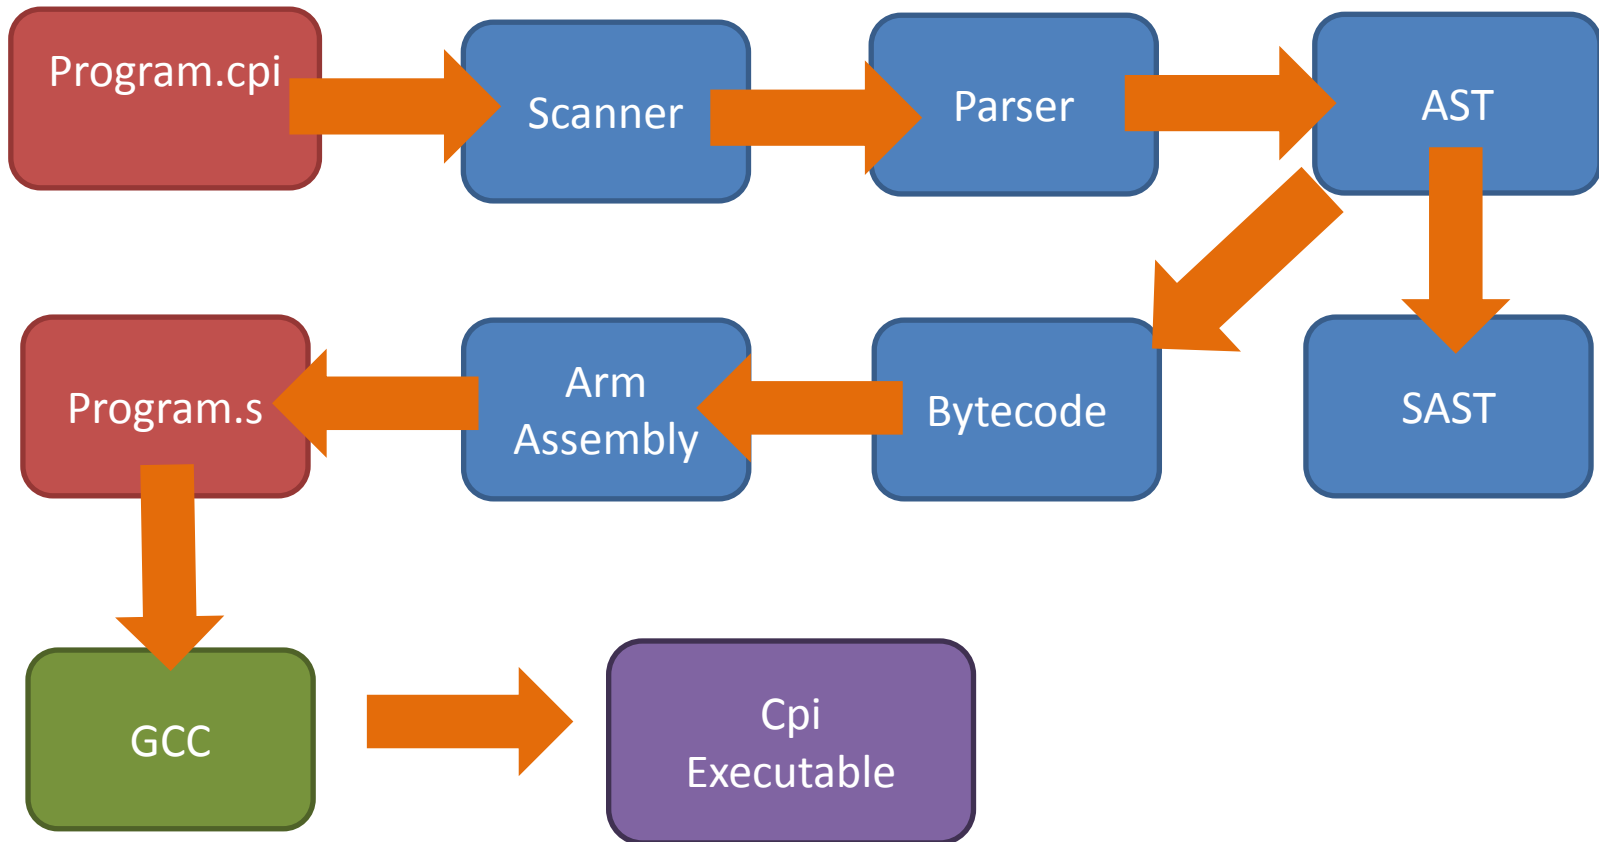 Program.cpi
Scanner
Parser
AST
Program.s
Arm
Assembly
Bytecode
SAST
GCC
Cpi
Executable